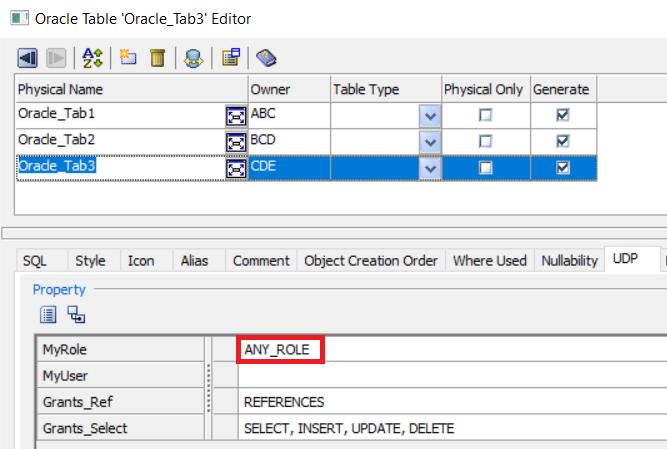 Oracle Table 'Oracle_Tab3' Editor
Physical Name Owner Table Type Physical Only Generate
Oracle_Tab1 ABC
Oracle_Tab2 BCD
Oracle_Tab3 CDE
SQL Style Icon Alias Comment Object Creation Order Where Used Nullability UDP
Property
MyRole ANY_ROLE
MyUser
Grants_Ref REFERENCES
Grants_Select SELECT, INSERT, UPDATE, DELETE